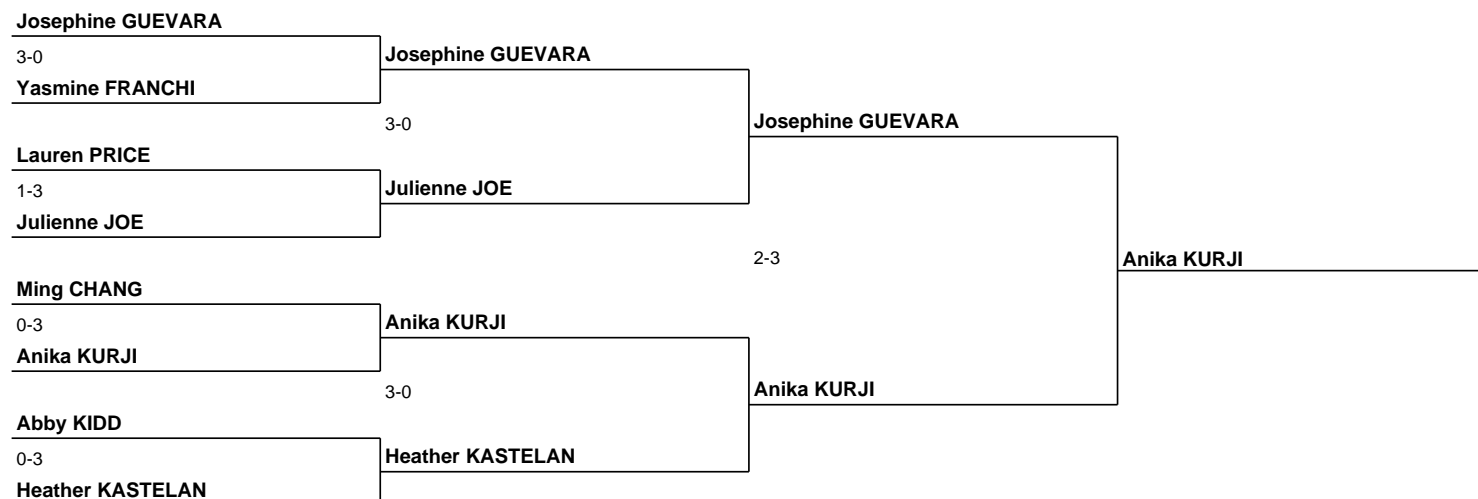 Josephine GUEVARA
3-0
Yasmine FRANCHI
Lauren PRICE
1-3
Julienne JOE
Ming CHANG
0-3
Anika KURJI
Abby KIDD
0-3
Heather KASTELAN
Josephine GUEVARA
3-0
Julienne JOE
Anika KURJI
3-0
Heather KASTELAN
Josephine GUEVARA
2-3
Anika KURJI
Anika KURJI